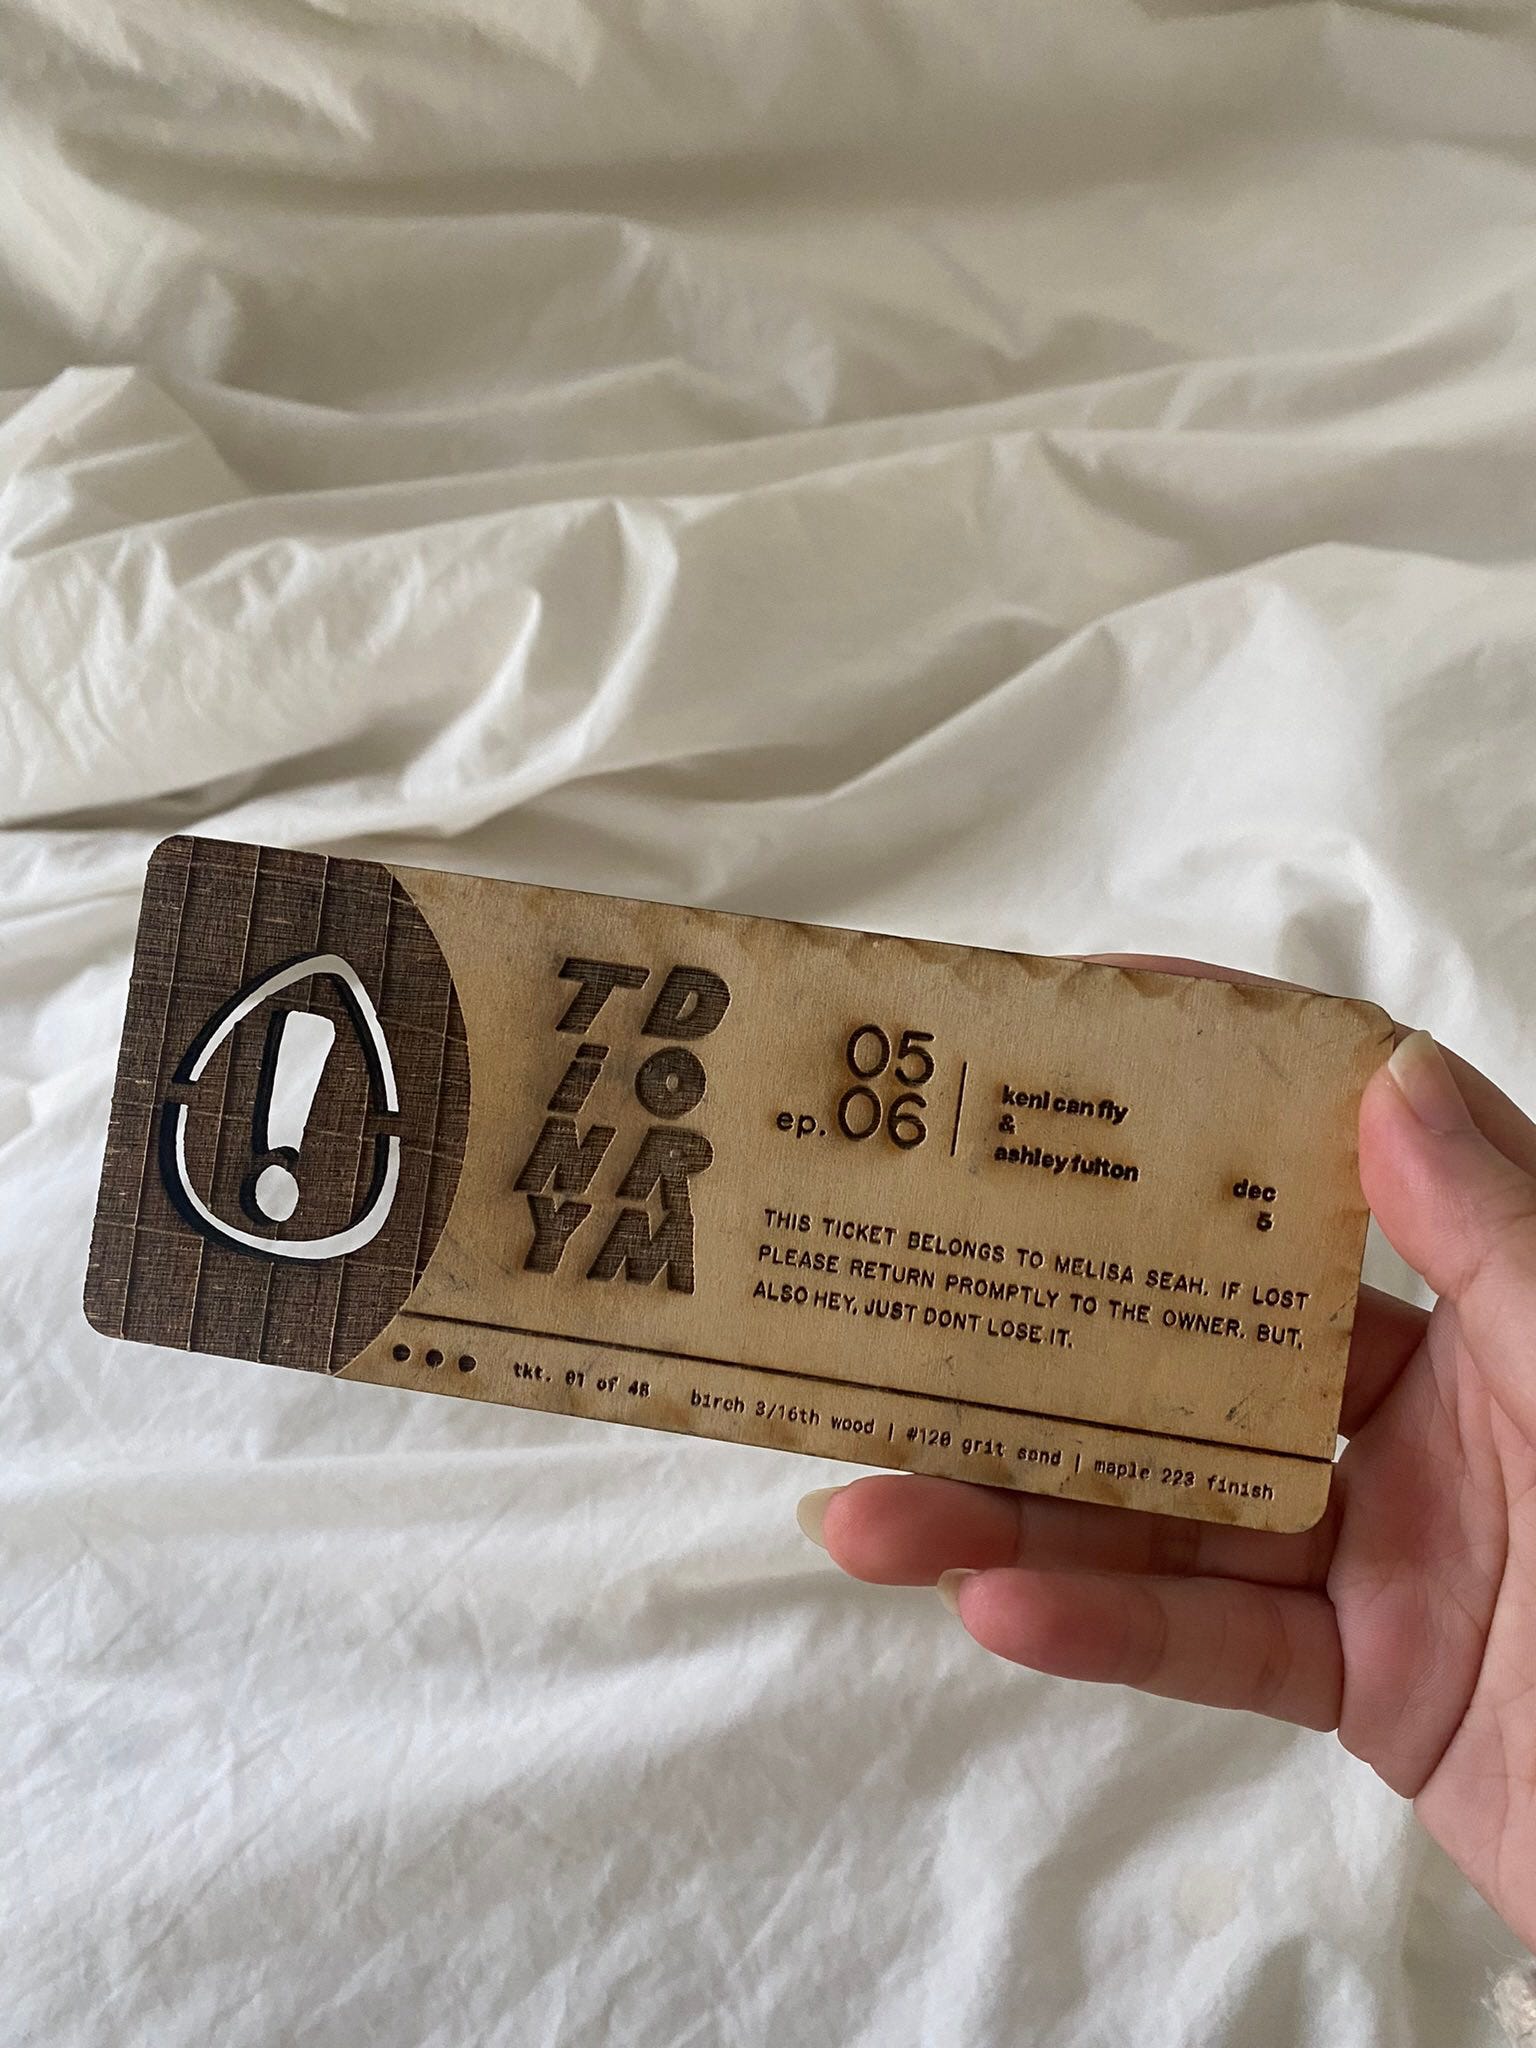 !
TD
iO
NR
YM
05
ep. 06
keni can fly
&
ashley fulton
dec
5
THIS TICKET BELONGS TO MELISA SEAH. IF LOST
PLEASE RETURN PROMPTLY TO THE OWNER. BUT,
ALSO HEY, JUST DONT LOSE IT.
tkt. 01 of 48
birch 3/16th wood | #120 grit sand | maple 223 finish